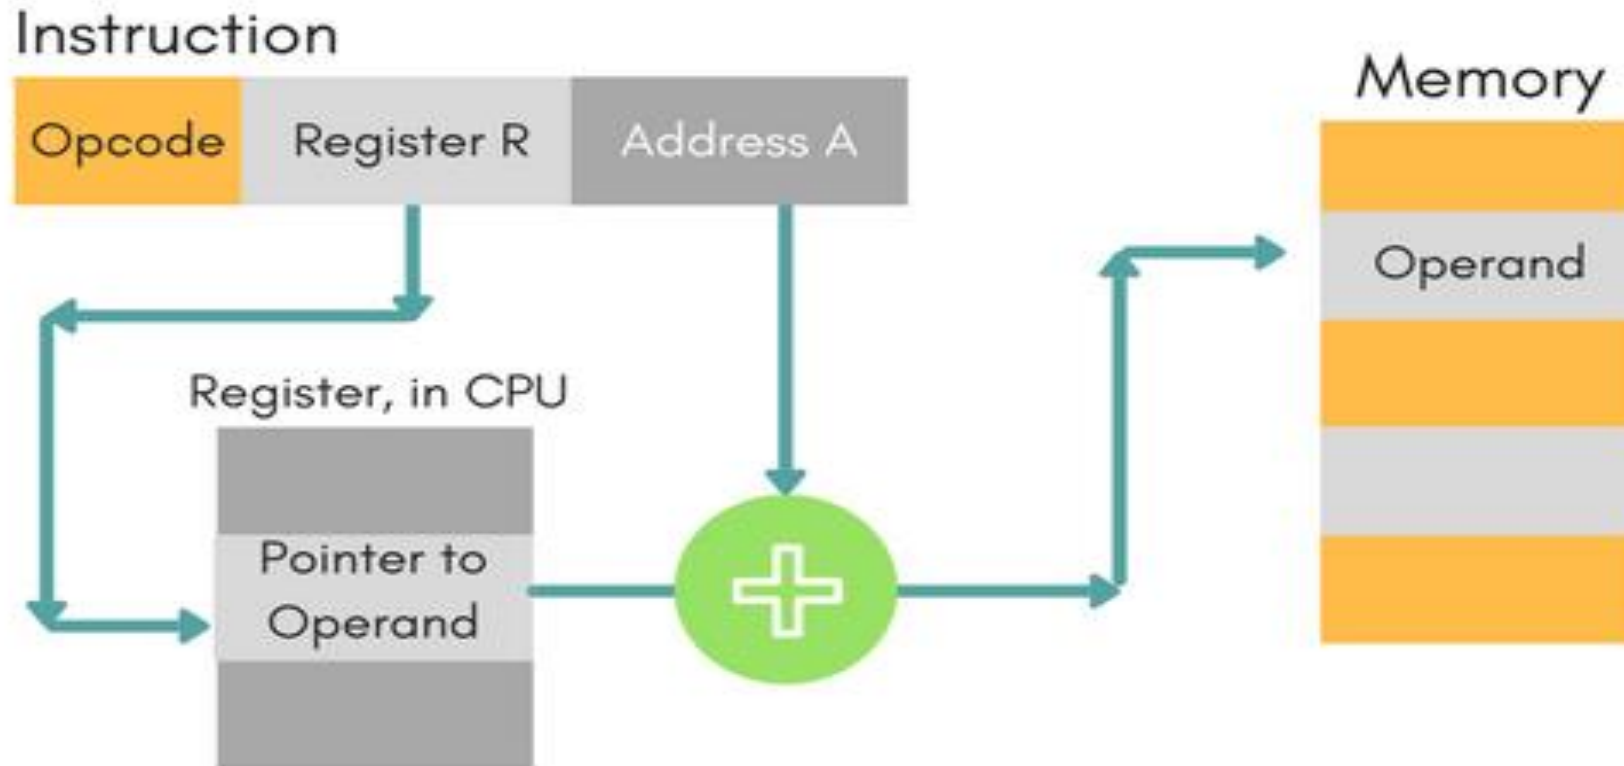 Instruction
Memory
Opcode Register R Address A
Operand
Register, in CPU
Pointer to
Operand